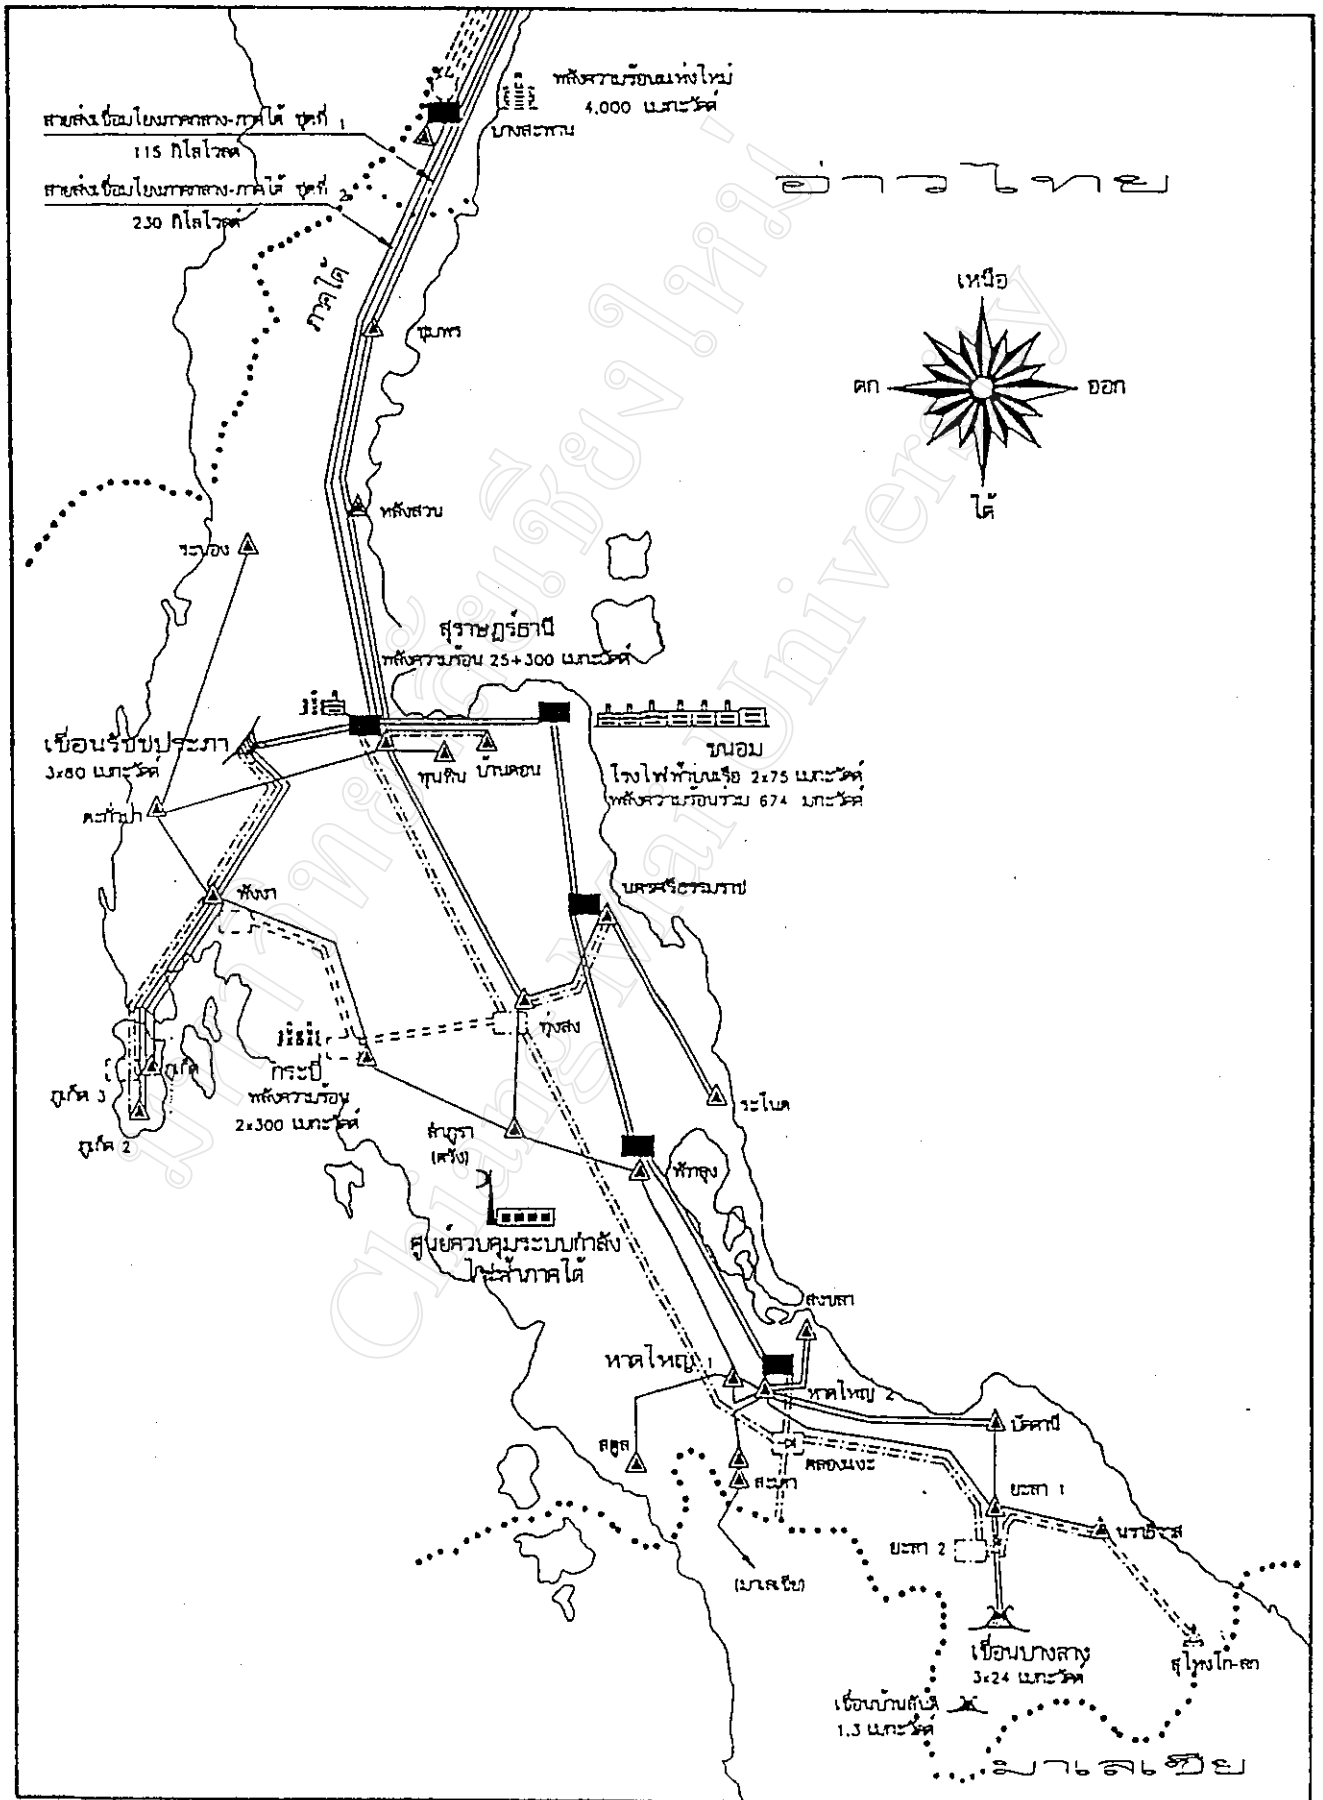 พลังความร้อนแห่งใหม่
4,000 เมกะวัตต์
บางสะพาน
สายส่งเชื่อมโยงภาคกลาง-ภาคใต้ ชุดที่ 1
115 กิโลโวลต์
สายส่งเชื่อมโยงภาคกลาง-ภาคใต้ ชุดที่ 2
230 กิโลโวลต์
อ่าวไทย
ภาคใต้
เหนือ
ตก
ออก
ใต้
ชุมพร
หลังสวน
ระนอง
สุราษฎร์ธานี
พลังความร้อน 25+300 เมกะวัตต์
เขื่อนรัชชประภา
3x80 เมกะวัตต์
ทุนหิน
บ้านดอน
ขนอม
โรงไฟฟ้าบนเรือ 2x75 เมกะวัตต์
พลังความร้อนร่วม 674 เมกะวัตต์
ตะกั่วป่า
พังงา
นครศรีธรรมราช
ทุ่งสง
ภูเก็ต 3
ภูเก็ต
ภูเก็ต 2
กระบี่
พลังความร้อน
2x300 เมกะวัตต์
ระโนด
ลำภูรา
(ตรัง)
พัทลุง
ศูนย์ควบคุมระบบกำลัง
ไฟฟ้าภาคใต้
สงขลา
หาดใหญ่ 1
หาดใหญ่ 2
ปัตตานี
สตูล
สะเดา
คลองแงะ
ยะลา 1
ยะลา 2
นราธิวาส
(มาเลเซีย)
เขื่อนบางลาง
3x24 เมกะวัตต์
สุไหงโก-ลก
เขื่อนบ้านสันติ
1.3 เมกะวัตต์
มาเลเซีย
มหาวิทยาลัยเชียงใหม่
Chiang Mai University